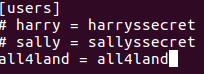 [users]
# harry = harryssecret
# sally = sallyssecret
all4land = all4land